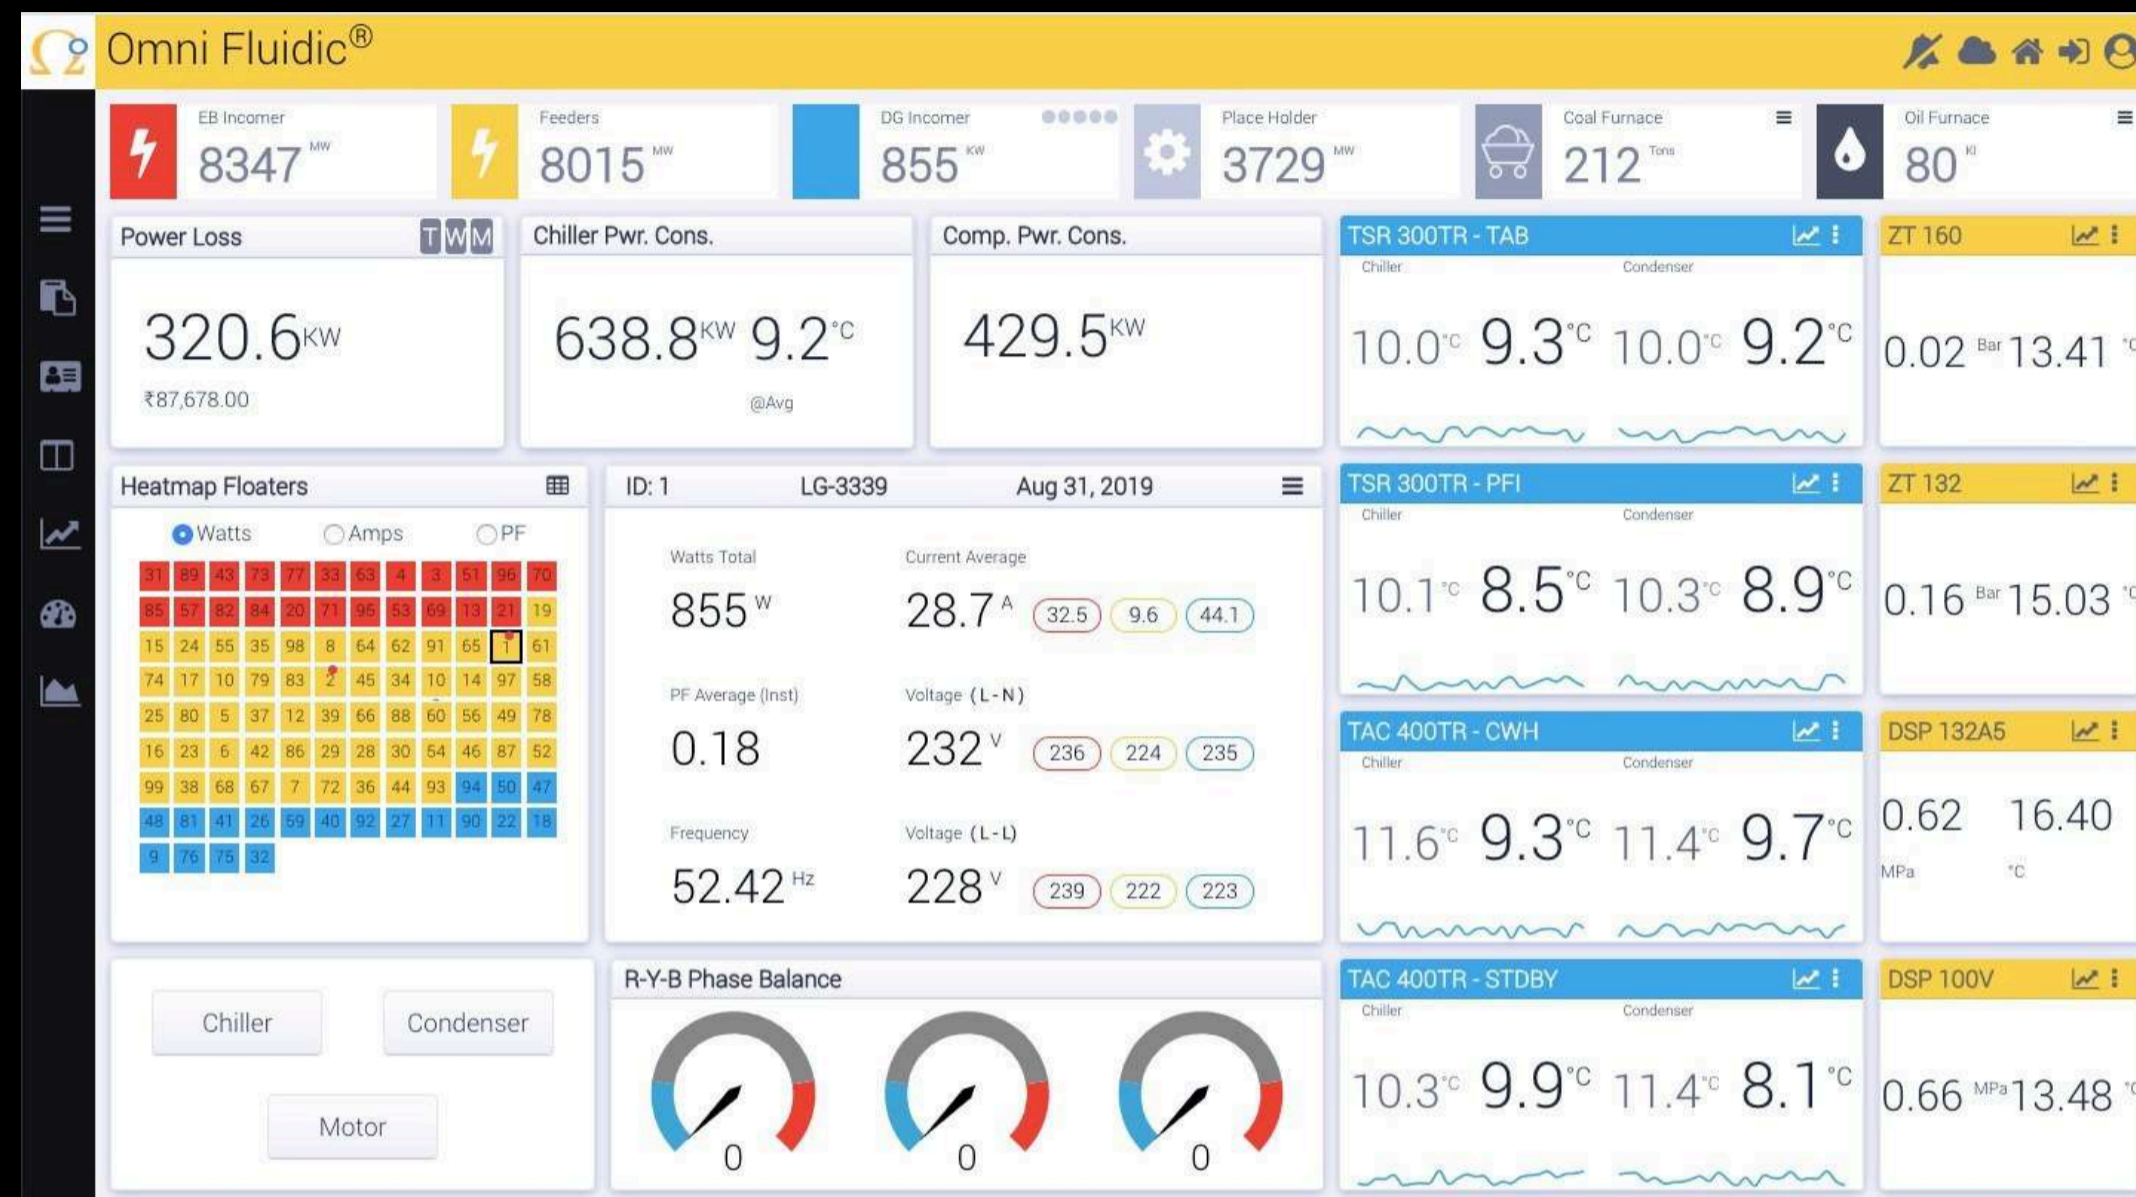 Omni Fluidic®
EB Incomer
8347 MW
Feeders
8015 MW
DG Incomer
855 KW
Place Holder
3729 MW
Coal Furnace
212 Tons
Oil Furnace
80 Kl
Power Loss T W M
320.6 KW
₹87,678.00
Chiller Pwr. Cons.
638.8 KW 9.2 °C
@Avg
Comp. Pwr. Cons.
429.5 KW
TSR 300TR - TAB
Chiller Condenser
10.0 °C 9.3 °C 10.0 °C 9.2 °C
ZT 160
0.02 Bar 13.41 °C
Heatmap Floaters
Watts Amps PF
31 89 43 73 77 33 63 4 3 51 96 70
85 57 82 84 20 71 95 53 69 13 21 19
15 24 55 35 98 8 64 62 91 65 1 61
74 17 10 79 83 2 45 34 10 14 97 58
25 80 5 37 12 39 66 88 60 56 49 78
16 23 6 42 86 29 28 30 54 46 87 52
99 38 68 67 7 72 36 44 93 94 50 47
48 81 41 26 59 40 92 27 11 90 22 18
9 76 75 32
ID: 1 LG-3339 Aug 31, 2019
Watts Total Current Average
855 W 28.7 A 32.5 9.6 44.1
PF Average (Inst) Voltage (L-N)
0.18 232 V 236 224 235
Frequency Voltage (L-L)
52.42 Hz 228 V 239 222 223
TSR 300TR - PFI
Chiller Condenser
10.1 °C 8.5 °C 10.3 °C 8.9 °C
ZT 132
0.16 Bar 15.03 °C
TAC 400TR - CWH
Chiller Condenser
11.6 °C 9.3 °C 11.4 °C 9.7 °C
DSP 132A5
0.62 16.40
MPa °C
Chiller Condenser
Motor
R-Y-B Phase Balance
0 0 0
TAC 400TR - STDBY
Chiller Condenser
10.3 °C 9.9 °C 11.4 °C 8.1 °C
DSP 100V
0.66 MPa 13.48 °C